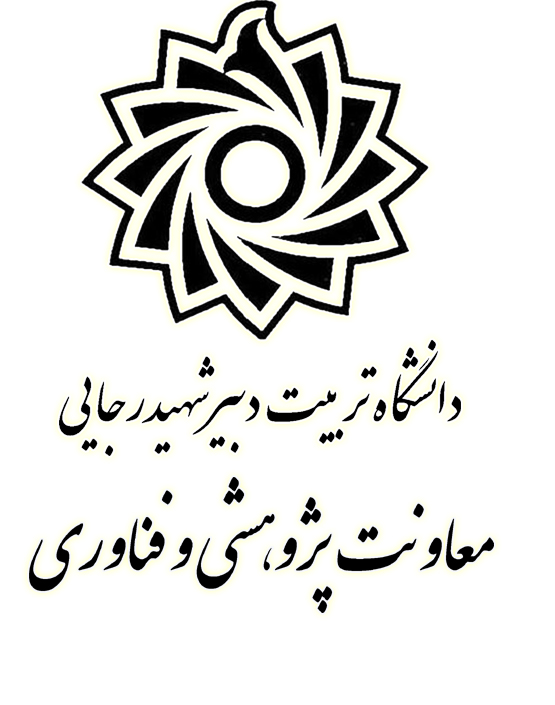 دانشگاه تربیت دبیر شهید رجایی
معاونت پژوهشی و فناوری